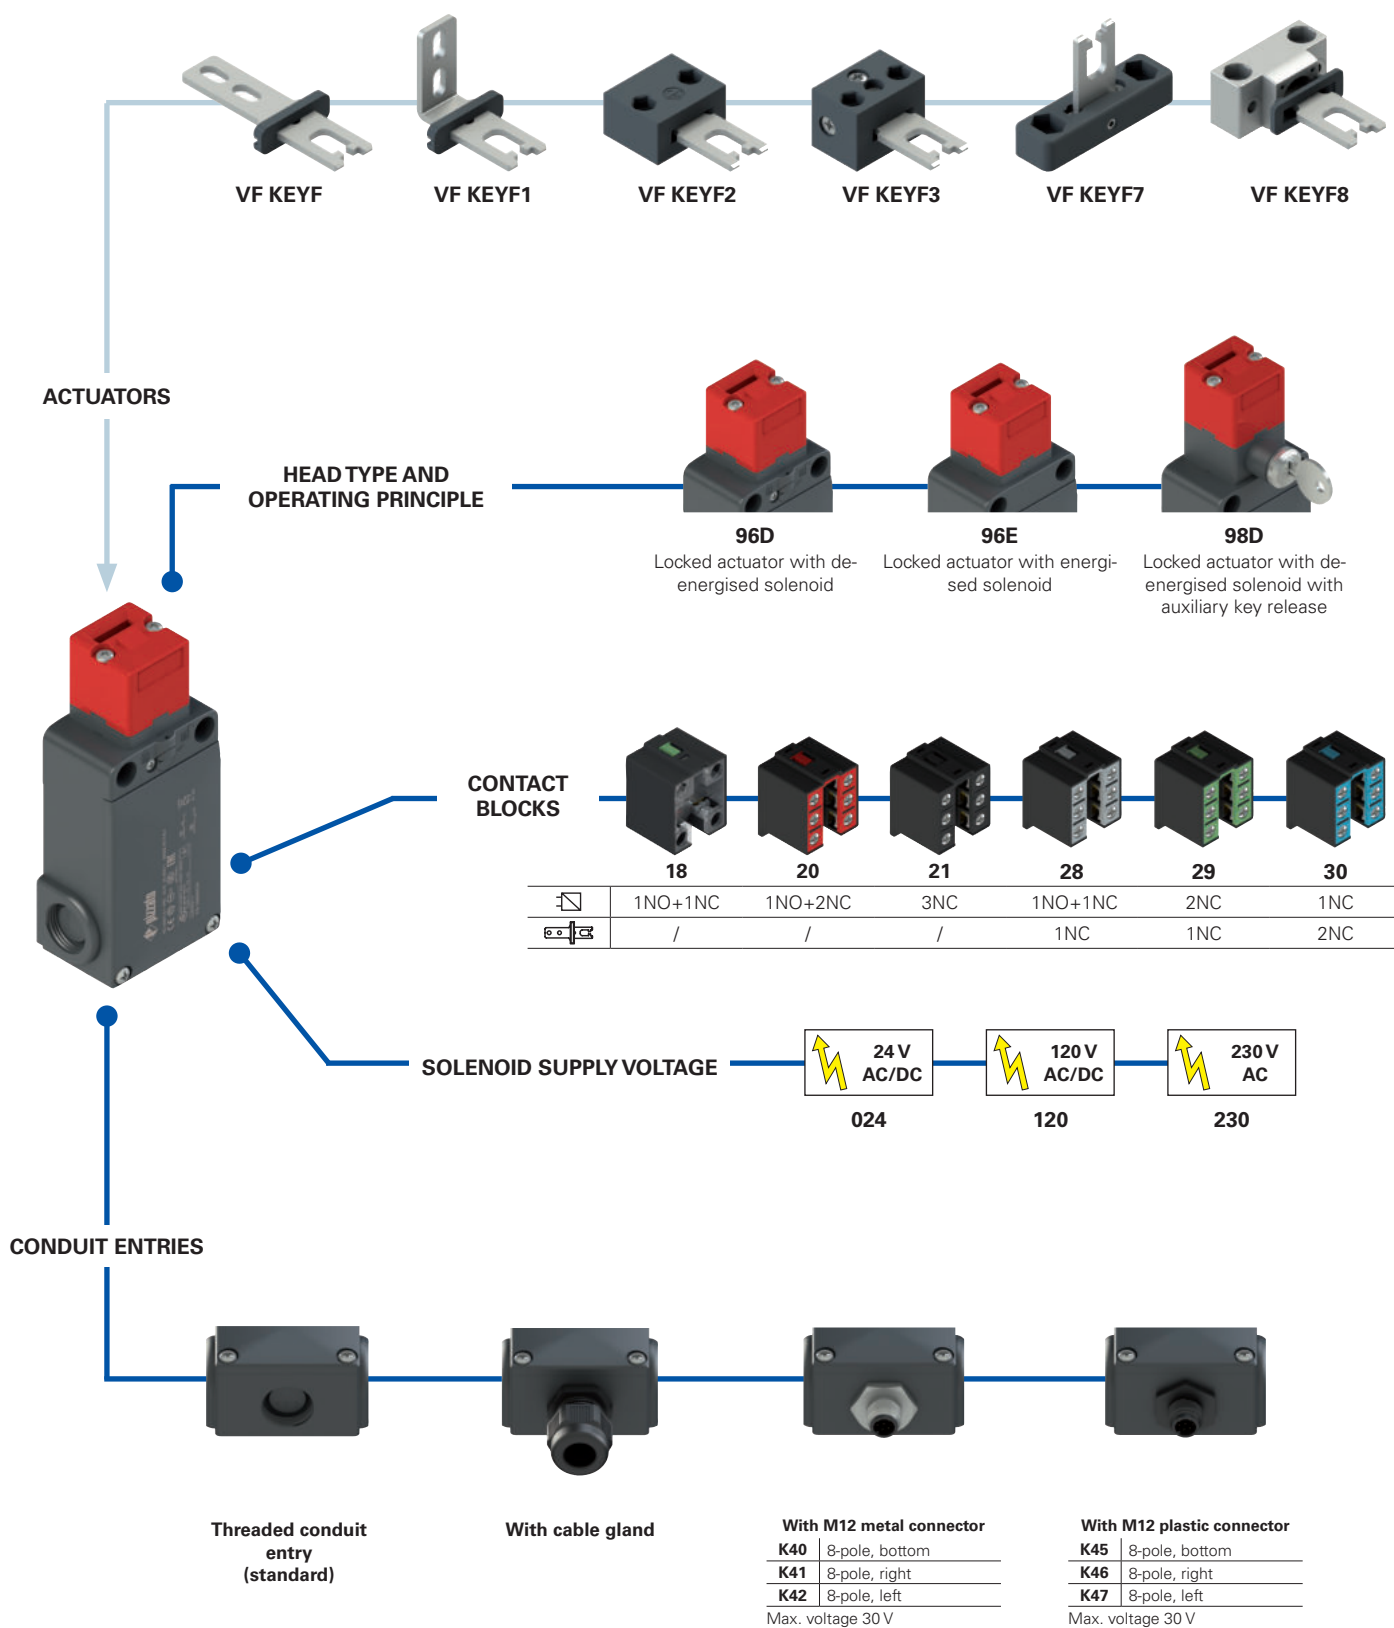 VF KEYF
VF KEYF1
VF KEYF2
VF KEYF3
VF KEYF7
VF KEYF8
ACTUATORS
HEAD TYPE AND
OPERATING PRINCIPLE
96D
Locked actuator with de-
energised solenoid
96E
Locked actuator with energi-
sed solenoid
98D
Locked actuator with de-
energised solenoid with
auxiliary key release
pizzato
CONTACT
BLOCKS
18 20 21 28 29 30
1NO+1NC 1NO+2NC 3NC 1NO+1NC 2NC 1NC
/ / / 1NC 1NC 2NC
SOLENOID SUPPLY VOLTAGE
24 V
AC/DC
024
120 V
AC/DC
120
230 V
AC
230
CONDUIT ENTRIES
Threaded conduit
entry
(standard)
With cable gland
With M12 metal connector
K40 8-pole, bottom
K41 8-pole, right
K42 8-pole, left
Max. voltage 30 V
With M12 plastic connector
K45 8-pole, bottom
K46 8-pole, right
K47 8-pole, left
Max. voltage 30 V